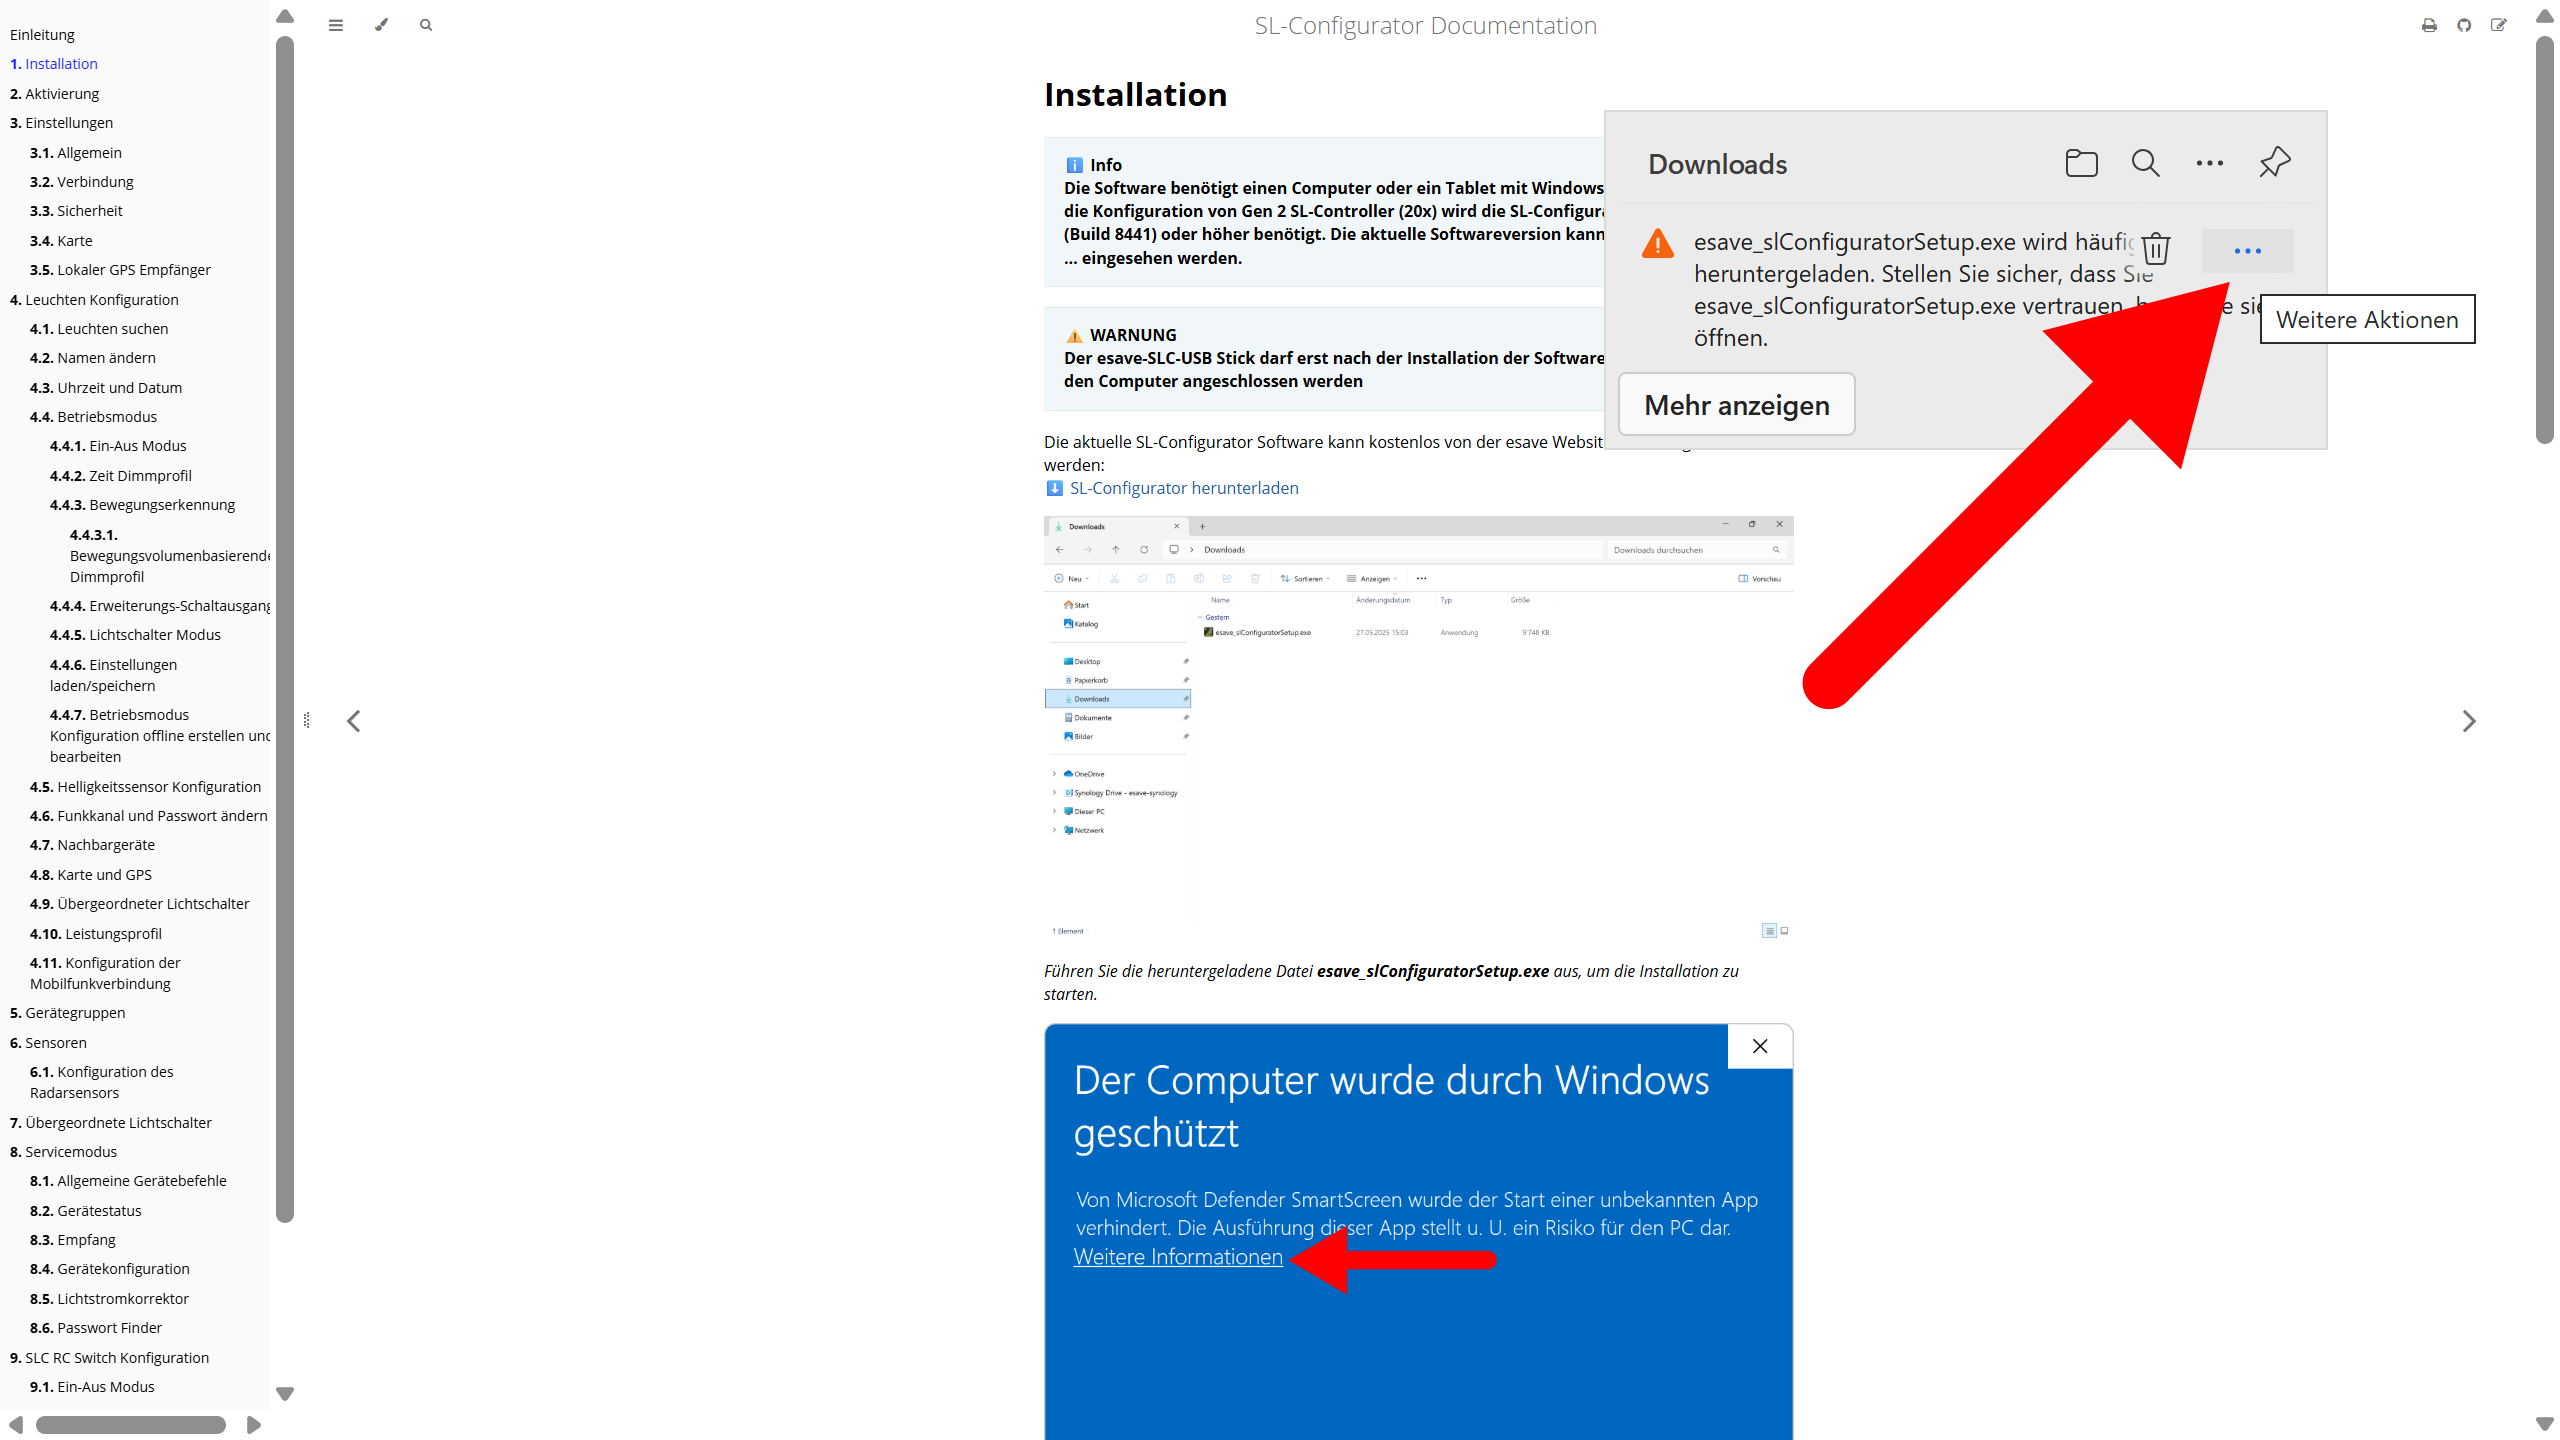 Einleitung
1. Installation
2. Aktivierung
3. Einstellungen
3.1. Allgemein
3.2. Verbindung
3.3. Sicherheit
3.4. Karte
3.5. Lokaler GPS Empfänger
4. Leuchten Konfiguration
4.1. Leuchten suchen
4.2. Namen ändern
4.3. Uhrzeit und Datum
4.4. Betriebsmodus
4.4.1. Ein-Aus Modus
4.4.2. Zeit Dimmprofil
4.4.3. Bewegungserkennung
4.4.3.1.
Bewegungsvolumenbasierende
Dimmprofil
4.4.4. Erweiterungs-Schaltausgang
4.4.5. Lichtschalter Modus
4.4.6. Einstellungen
laden/speichern
4.4.7. Betriebsmodus
Konfiguration offline erstellen und
bearbeiten
4.5. Helligkeitssensor Konfiguration
4.6. Funkkanal und Passwort ändern
4.7. Nachbargeräte
4.8. Karte und GPS
4.9. Übergeordneter Lichtschalter
4.10. Leistungsprofil
4.11. Konfiguration der
Mobilfunkverbindung
5. Gerätegruppen
6. Sensoren
6.1. Konfiguration des
Radarsensors
7. Übergeordnete Lichtschalter
8. Servicemodus
8.1. Allgemeine Gerätebefehle
8.2. Gerätestatus
8.3. Empfang
8.4. Gerätekonfiguration
8.5. Lichtstromkorrektor
8.6. Passwort Finder
9. SLC RC Switch Konfiguration
9.1. Ein-Aus Modus
SL-Configurator Documentation
Installation
Info
Die Software benötigt einen Computer oder ein Tablet mit Windows
die Konfiguration von Gen 2 SL-Controller (20x) wird die SL-Configura
(Build 8441) oder höher benötigt. Die aktuelle Softwareversion kann
... eingesehen werden.
WARNUNG
Der esave-SLC-USB Stick darf erst nach der Installation der Software
den Computer angeschlossen werden
Die aktuelle SL-Configurator Software kann kostenlos von der esave Websit
werden:
SL-Configurator herunterladen
Downloads
esave_slConfiguratorSetup.exe wird häufig
heruntergeladen. Stellen Sie sicher, dass Sie
esave_slConfiguratorSetup.exe vertrauen, e sie
öffnen.
Weitere Aktionen
Mehr anzeigen
Downloads
Downloads
Downloads durchsuchen
Neu
Sortieren
Anzeigen
Vorschau
Name Änderungsdatum Typ Größe
Gestern
esave_slConfiguratorSetup.exe 27.05.2025 15:03 Anwendung 9'748 KB
Start
Katalog
Desktop
Papierkorb
Downloads
Dokumente
Bilder
OneDrive
Synology Drive - esave-synology
Dieser PC
Netzwerk
1 Element
Führen Sie die heruntergeladene Datei esave_slConfiguratorSetup.exe aus, um die Installation zu
starten.
Der Computer wurde durch Windows
geschützt
Von Microsoft Defender SmartScreen wurde der Start einer unbekannten App
verhindert. Die Ausführung dieser App stellt u. U. ein Risiko für den PC dar.
Weitere Informationen